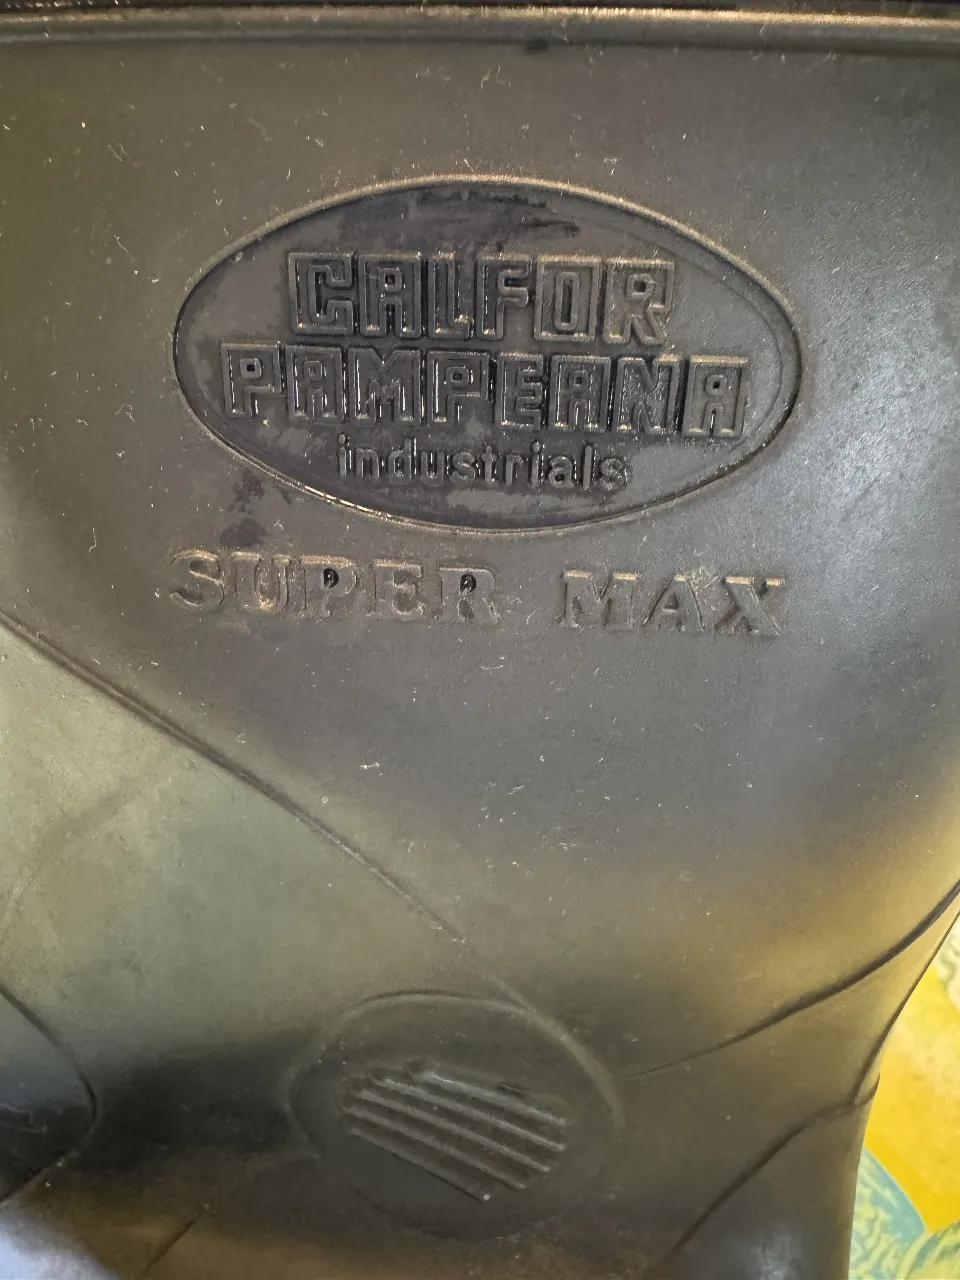 CALFOR
PAMPEANA
industrials
SUPER MAX